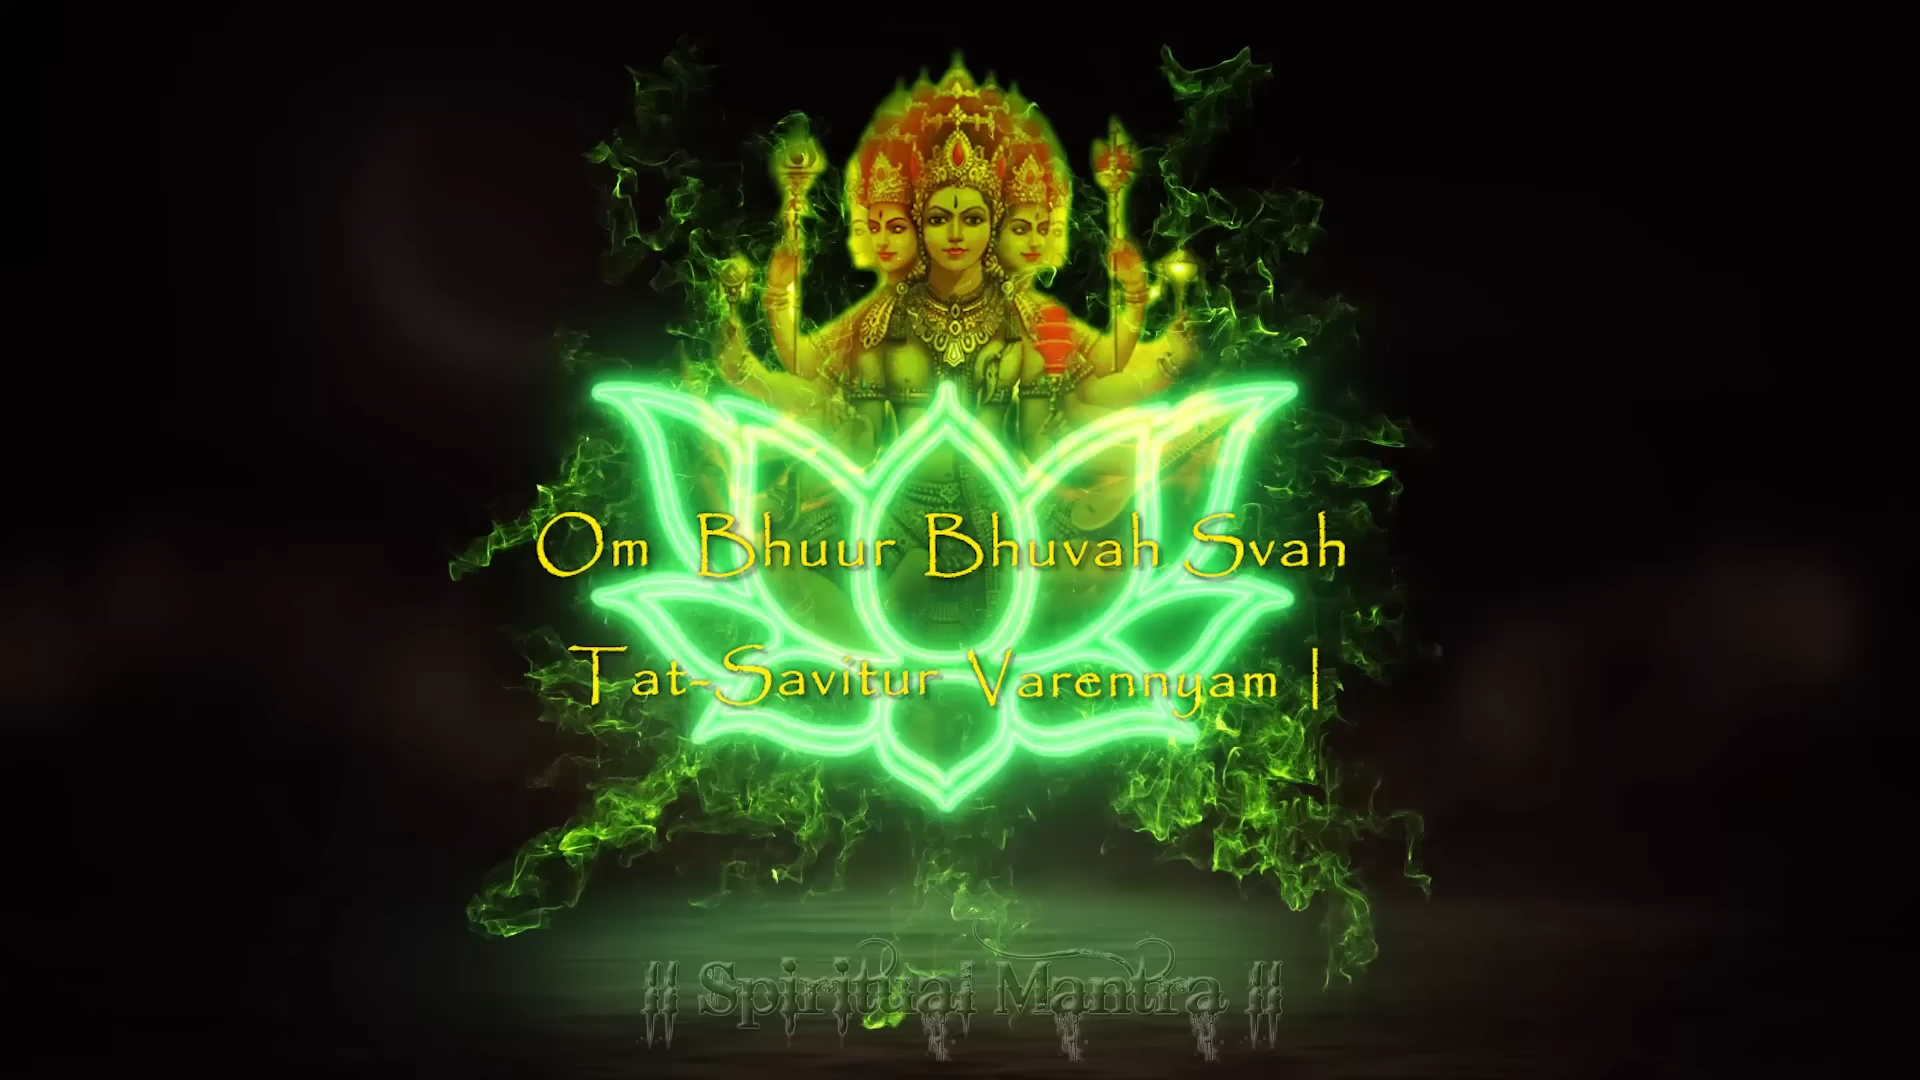 Om Bhuur Bhuvah Svah
Tat-Savitur Varennyam |
|| Spiritual Mantra ||